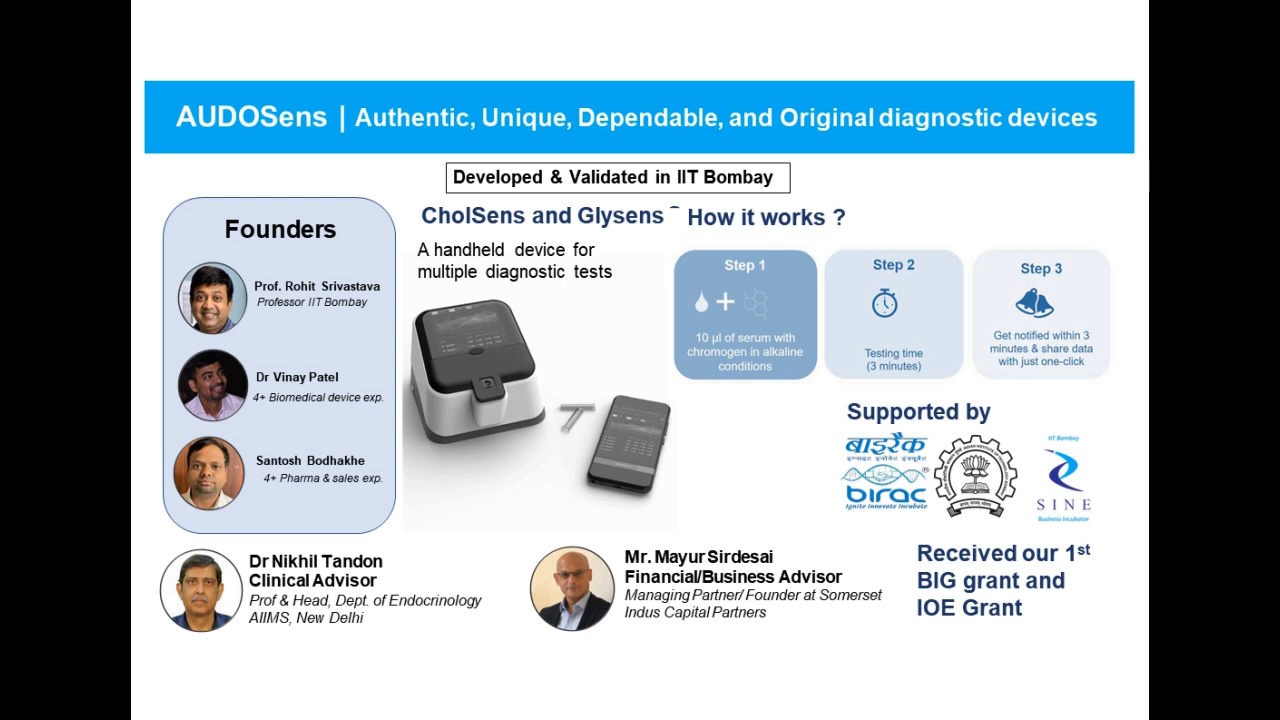 AUDOSens | Authentic, Unique, Dependable, and Original diagnostic devices
Developed & Validated in IIT Bombay
Founders
Prof. Rohit Srivastava
Professor IIT Bombay
Dr Vinay Patel
4+ Biomedical device exp.
Santosh Bodhakhe
4+ Pharma & sales exp.
CholSens and Glysens
A handheld device for
multiple diagnostic tests
How it works ?
Step 1
10 µl of serum with
chromogen in alkaline
conditions
Step 2
Testing time
(3 minutes)
Step 3
Get notified within 3
minutes & share data
with just one-click
Supported by
बाइरैक
इग्नाइट इनोवेट इंक्यूबेट
birac
Ignite Innovate Incubate
IIT Bombay
SINE
Business Incubator
Dr Nikhil Tandon
Clinical Advisor
Prof & Head, Dept. of Endocrinology
AIIMS, New Delhi
Mr. Mayur Sirdesai
Financial/Business Advisor
Managing Partner/ Founder at Somerset
Indus Capital Partners
Received our 1st
BIG grant and
IOE Grant